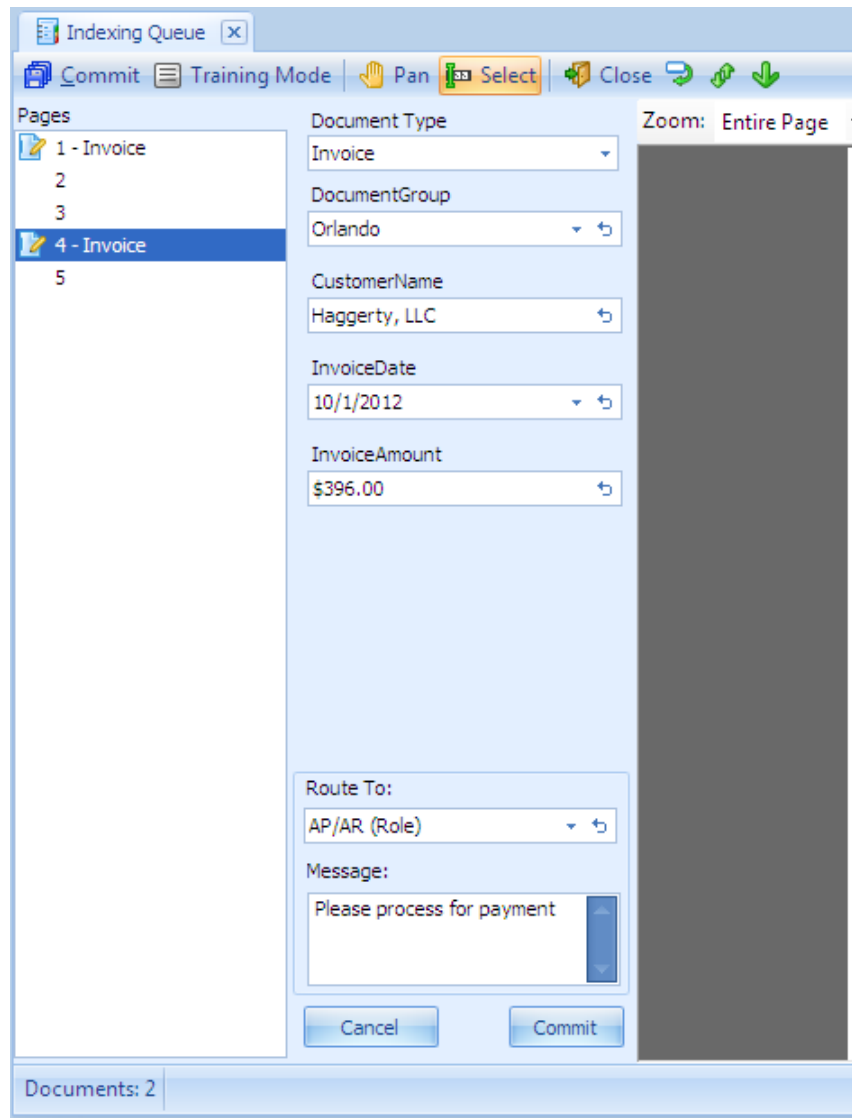 Indexing Queue
Commit Training Mode Pan Select Close
Pages
1 - Invoice
2
3
4 - Invoice
5
Document Type
Invoice
DocumentGroup
Orlando
CustomerName
Haggerty, LLC
InvoiceDate
10/1/2012
InvoiceAmount
$396.00
Route To:
AP/AR (Role)
Message:
Please process for payment
Cancel Commit
Zoom: Entire Page
Documents: 2